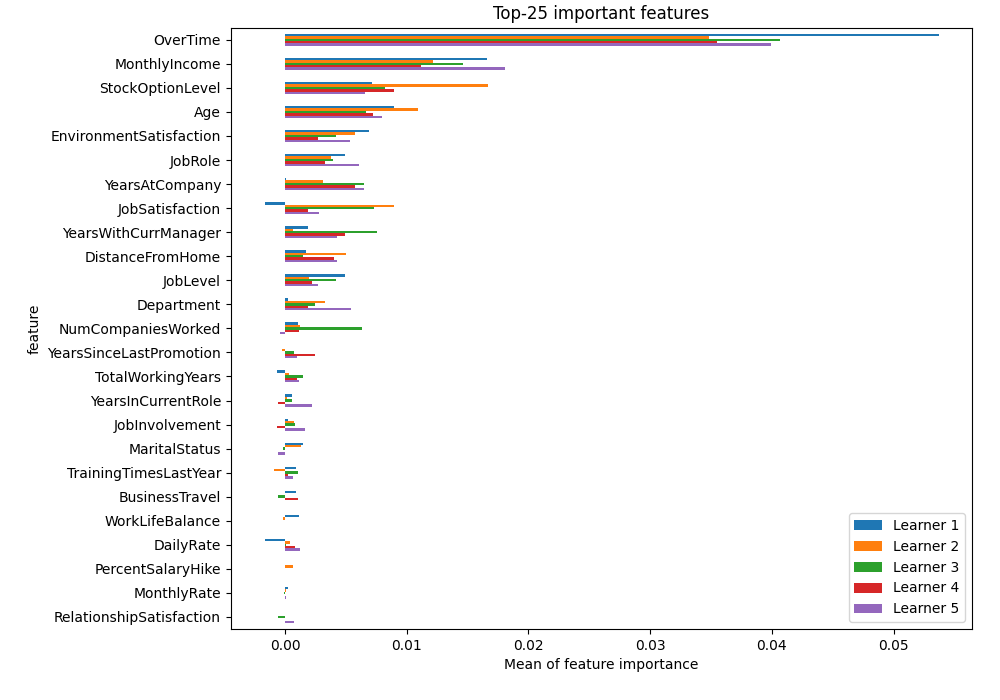 Top-25 important features
OverTime
MonthlyIncome
StockOptionLevel
Age
EnvironmentSatisfaction
JobRole
YearsAtCompany
JobSatisfaction
YearsWithCurrManager
DistanceFromHome
JobLevel
Department
NumCompaniesWorked
YearsSinceLastPromotion
TotalWorkingYears
YearsInCurrentRole
JobInvolvement
MaritalStatus
TrainingTimesLastYear
BusinessTravel
WorkLifeBalance
DailyRate
PercentSalaryHike
MonthlyRate
RelationshipSatisfaction
feature
Learner 1
Learner 2
Learner 3
Learner 4
Learner 5
0.00 0.01 0.02 0.03 0.04 0.05
Mean of feature importance